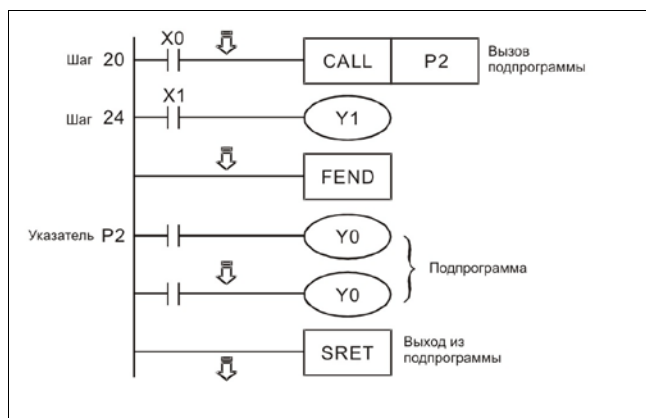 X0
Шаг 20
CALL P2
Вызов
подпрограммы
X1
Шаг 24
Y1
FEND
Указатель P2
Y0
Подпрограмма
Y0
SRET
Выход из
подпрограммы